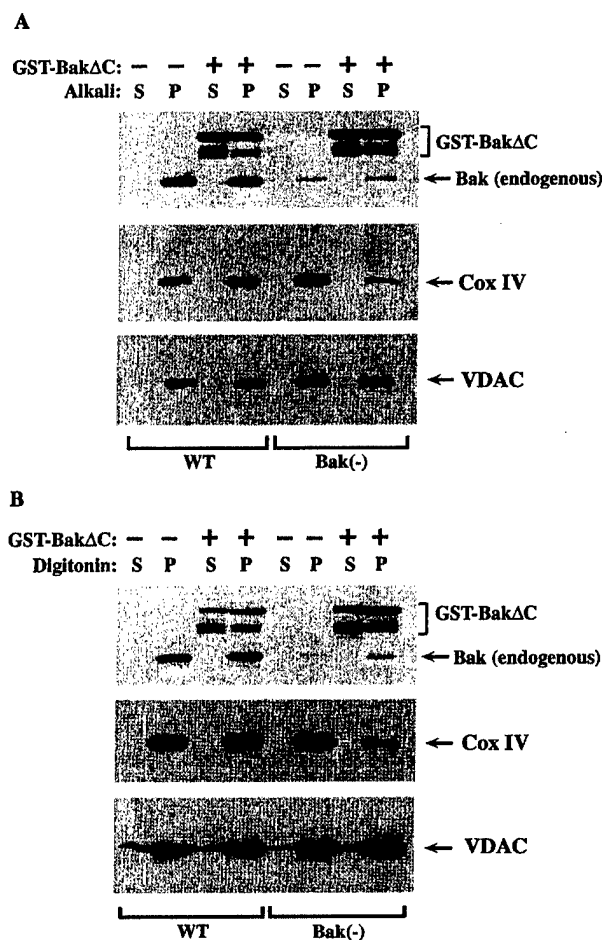 A
GST-BakΔC: – – + + – – + +
Alkali: S P S P S P S P
GST-BakΔC
Bak (endogenous)
Cox IV
VDAC
WT Bak(-)
B
GST-BakΔC: – – + + – – + +
Digitonin: S P S P S P S P
GST-BakΔC
Bak (endogenous)
Cox IV
VDAC
WT Bak(-)